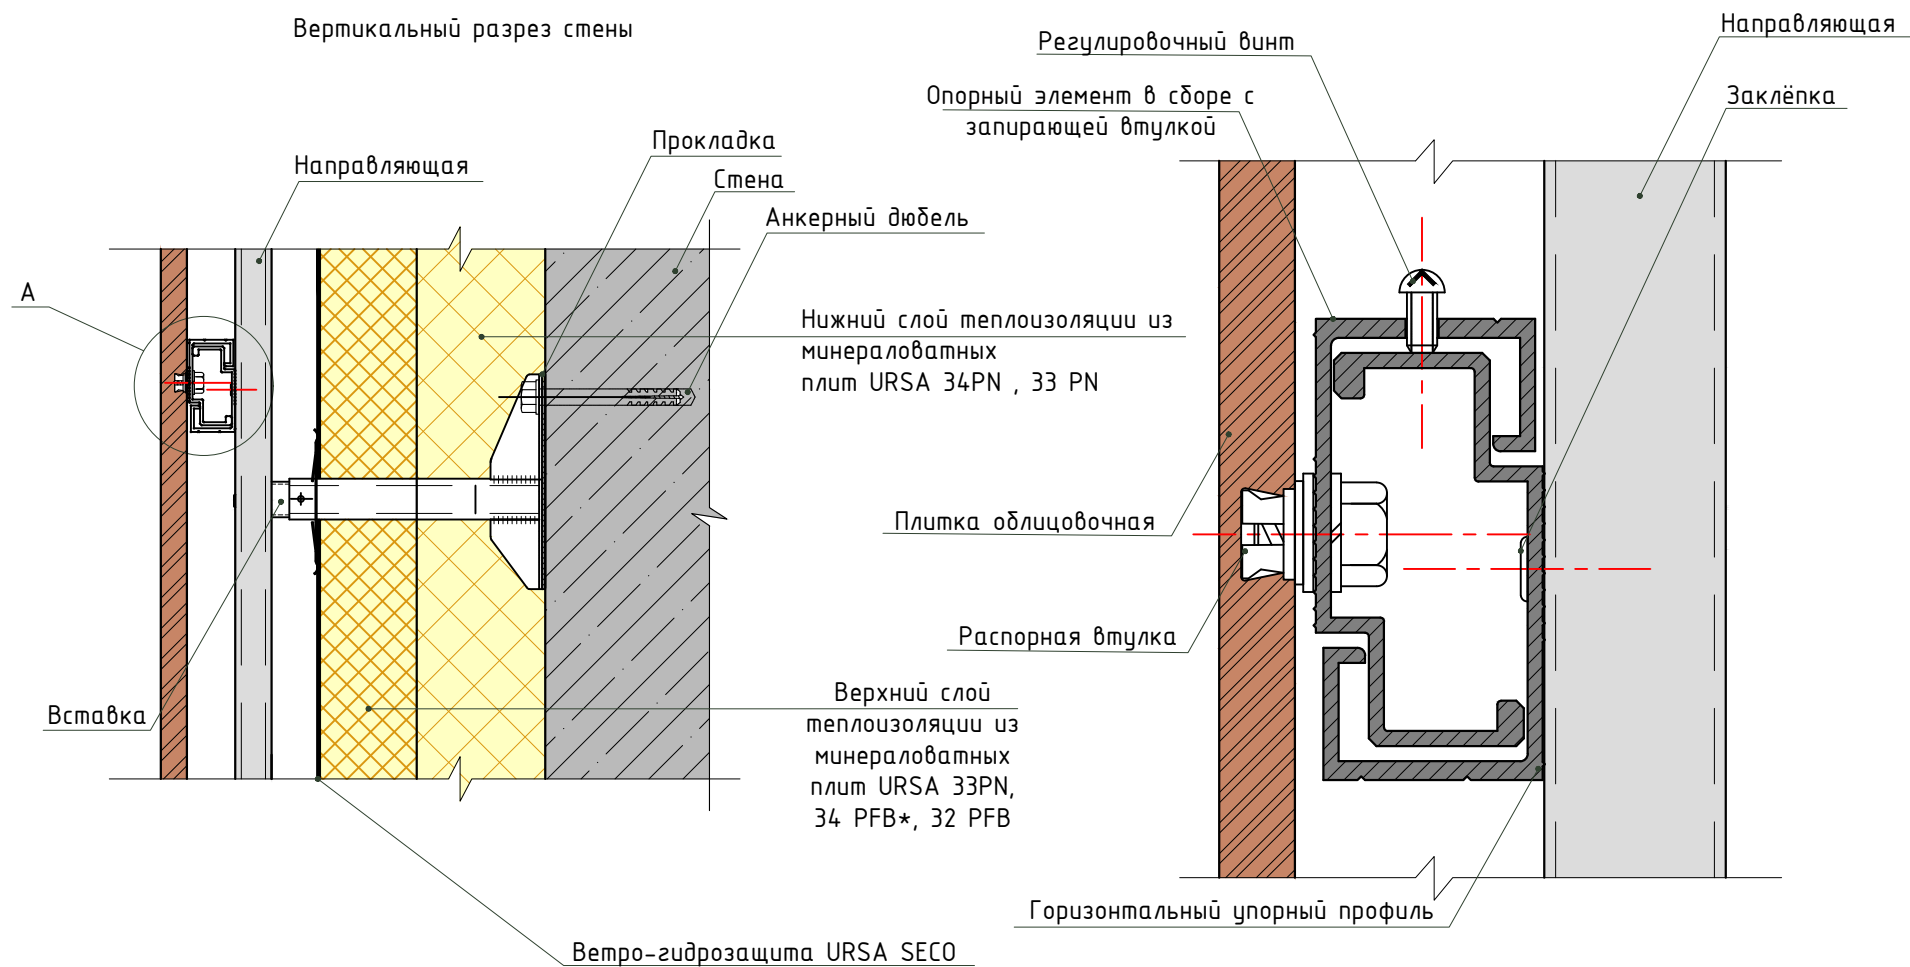 Вертикальный разрез стены
Направляющая
Прокладка
Стена
Анкерный дюбель
А
Нижний слой теплоизоляции из
минераловатных
плит URSA 34PN , 33 PN
Вставка
Верхний слой
теплоизоляции из
минераловатных
плит URSA 33PN,
34 PFB*, 32 PFB
Ветро-гидрозащита URSA SECO
Регулировочный винт
Направляющая
Опорный элемент в сборе с
запирающей втулкой
Заклёпка
Плитка облицовочная
Распорная втулка
Горизонтальный упорный профиль